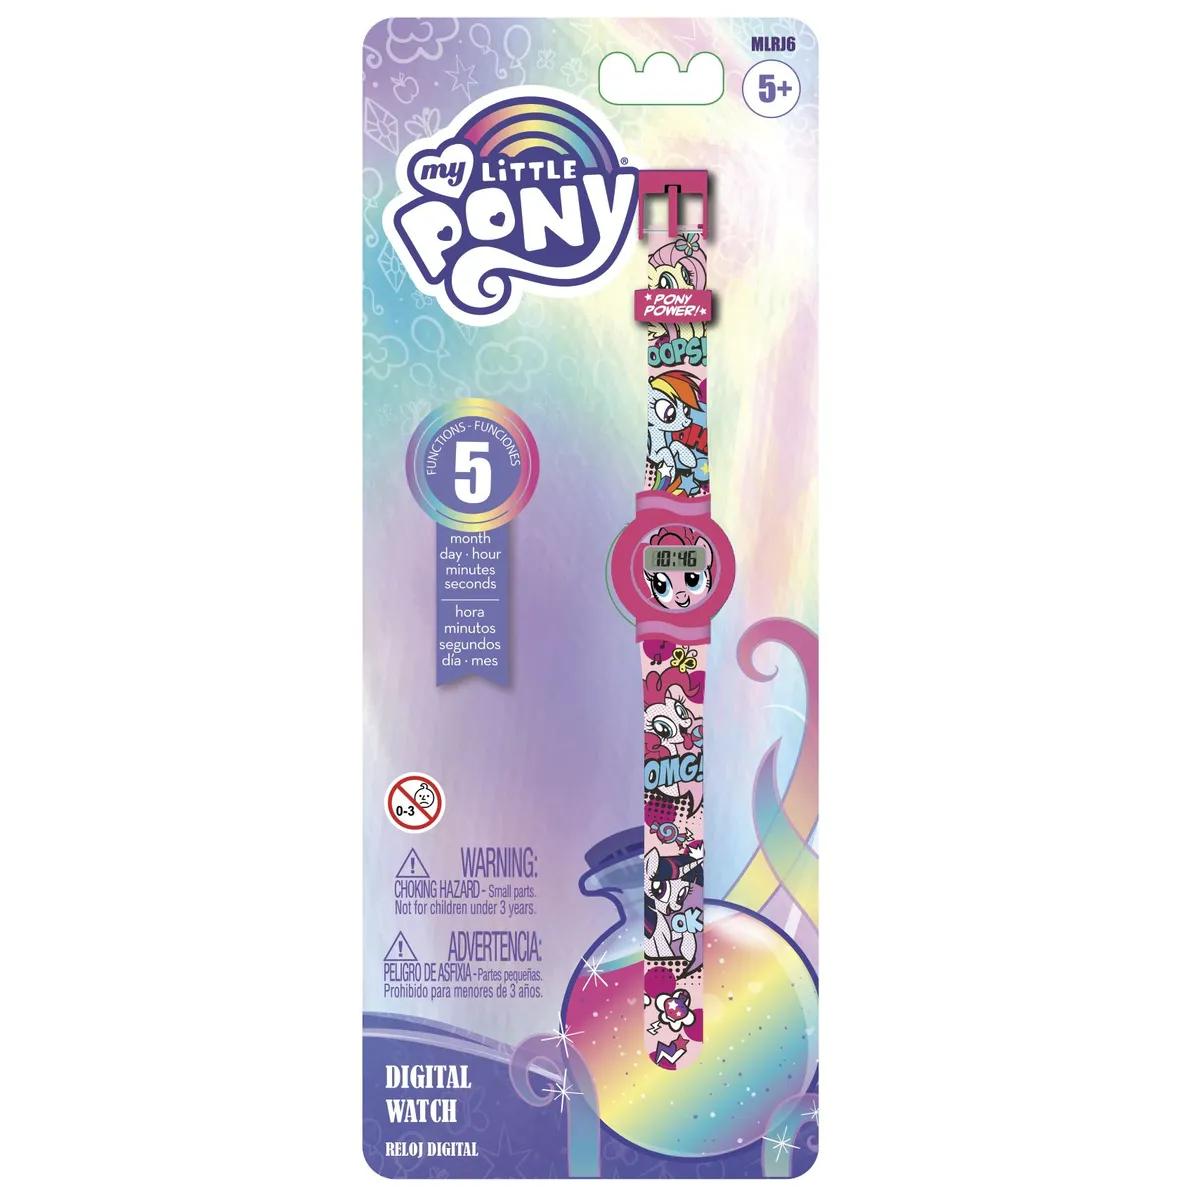 MLRJ6
5+
my LiTTLE
PONY®
PONY
POWER!
OOPS!
FUNCTIONS - FUNCIONES
5
month
day · hour
minutes
seconds
hora
minutos
segundos
día · mes
10:46
OMG!
0-3
WARNING:
CHOKING HAZARD - Small parts.
Not for children under 3 years.
OK
ADVERTENCIA:
PELIGRO DE ASFIXIA - Partes pequeñas.
Prohibido para menores de 3 años.
DIGITAL
WATCH
RELOJ DIGITAL